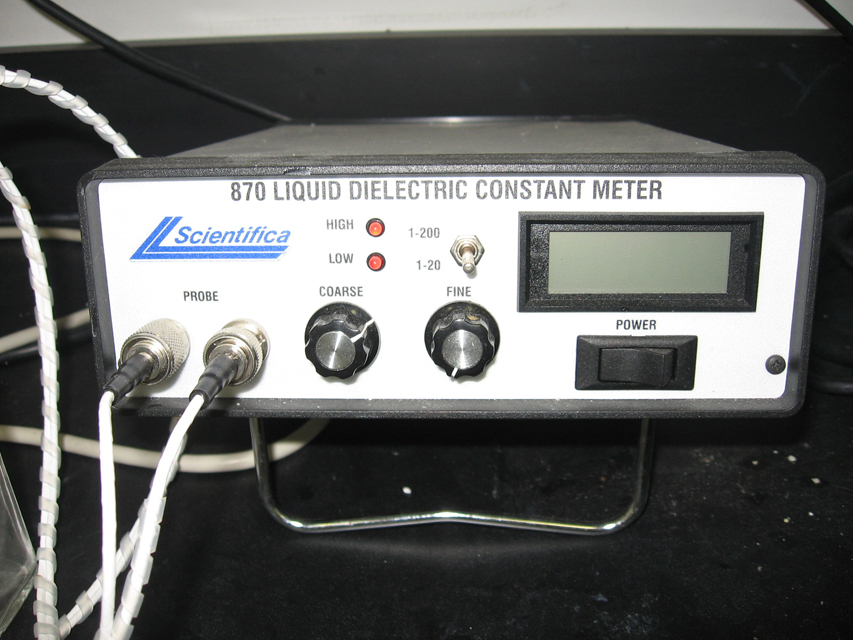 870 LIQUID DIELECTRIC CONSTANT METER
Scientifica
HIGH
1-200
LOW
1-20
PROBE
COARSE
FINE
POWER